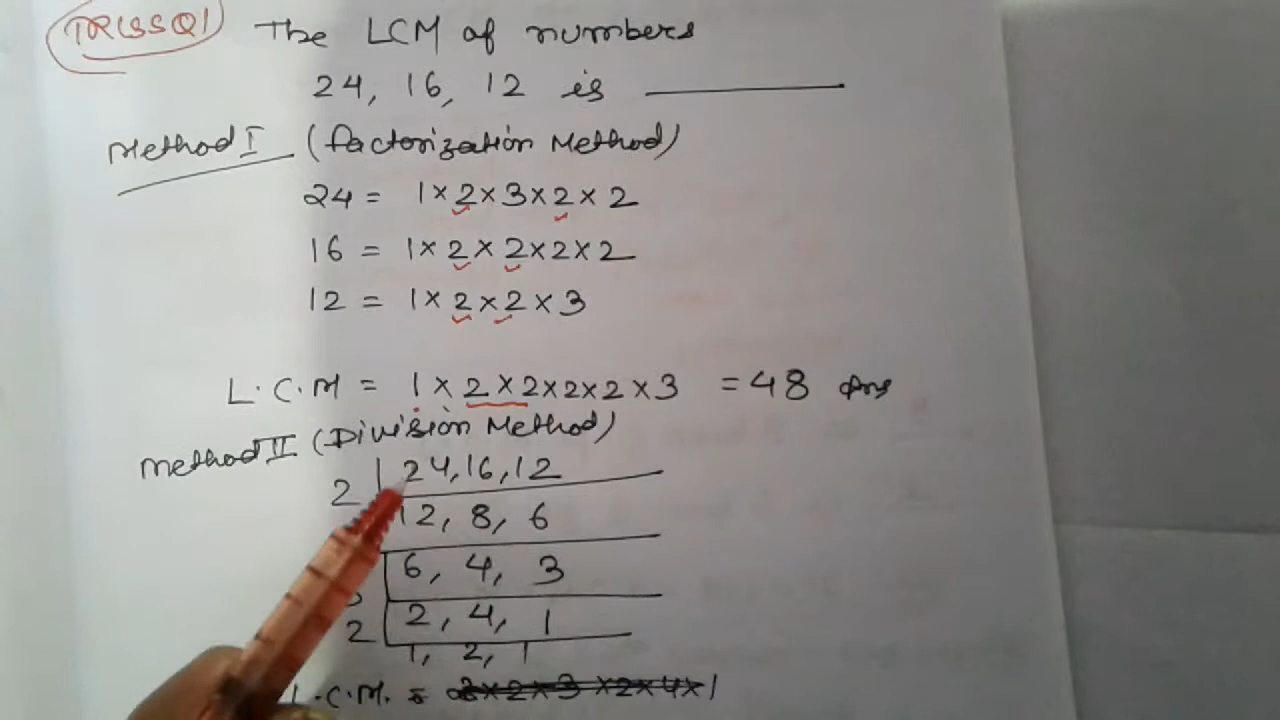 The LCM of numbers
24, 16, 12 is
Method I (Factorization Method)
24 = 1×2×3×2×2
16 = 1×2×2×2×2
12 = 1×2×2×3
L.C.M = 1×2×2×2×2×3 = 48 Ans
Method II (Division Method)
2 24,16,12
12, 8, 6
6, 4, 3
2 2, 4, 1
1, 2, 1
L.C.M. =